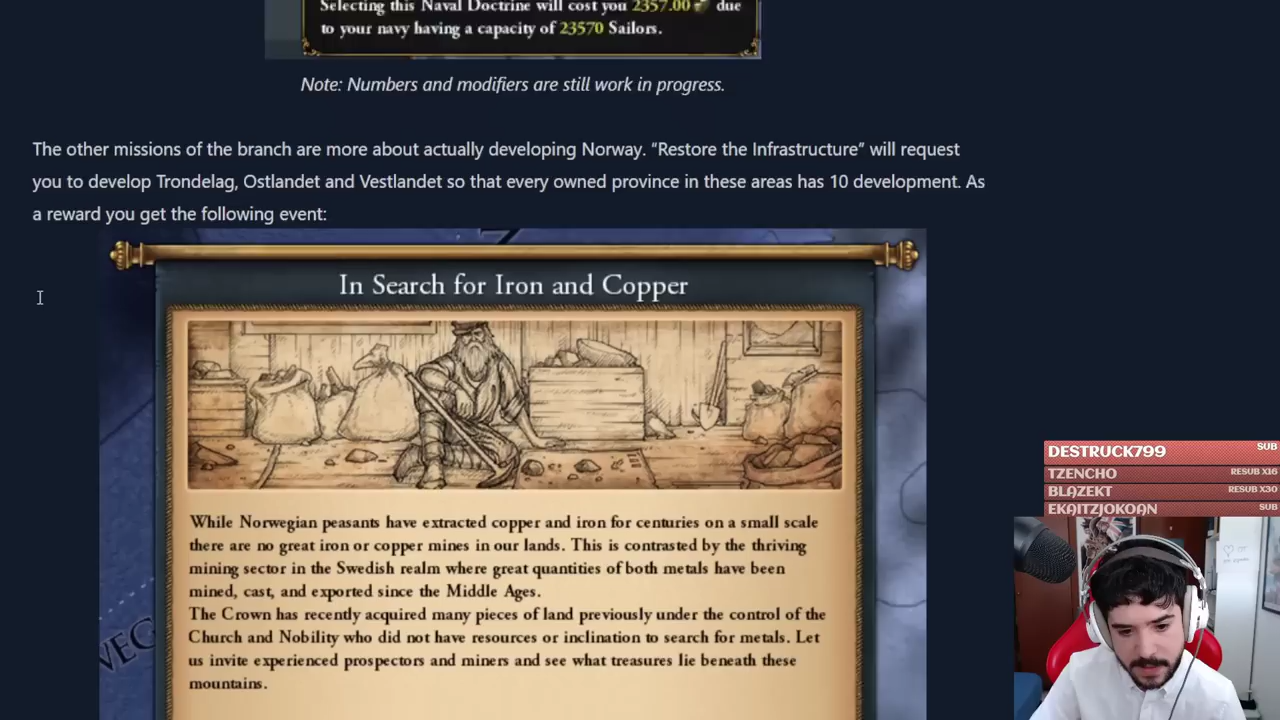 Selecting this Naval Doctrine will cost you 2357.00 due
to your navy having a capacity of 23570 Sailors.
Note: Numbers and modifiers are still work in progress.
The other missions of the branch are more about actually developing Norway. “Restore the Infrastructure” will request
you to develop Trondelag, Ostlandet and Vestlandet so that every owned province in these areas has 10 development. As
a reward you get the following event:
In Search for Iron and Copper
While Norwegian peasants have extracted copper and iron for centuries on a small scale
there are no great iron or copper mines in our lands. This is contrasted by the thriving
mining sector in the Swedish realm where great quantities of both metals have been
mined, cast, and exported since the Middle Ages.
The Crown has recently acquired many pieces of land previously under the control of the
Church and Nobility who did not have resources or inclination to search for metals. Let
us invite experienced prospectors and miners and see what treasures lie beneath these
mountains.
DESTRUCK799 SUB
TZENCHO RESUB X16
BLAZEKT RESUB X30
EKAITZJOKOAN SUB